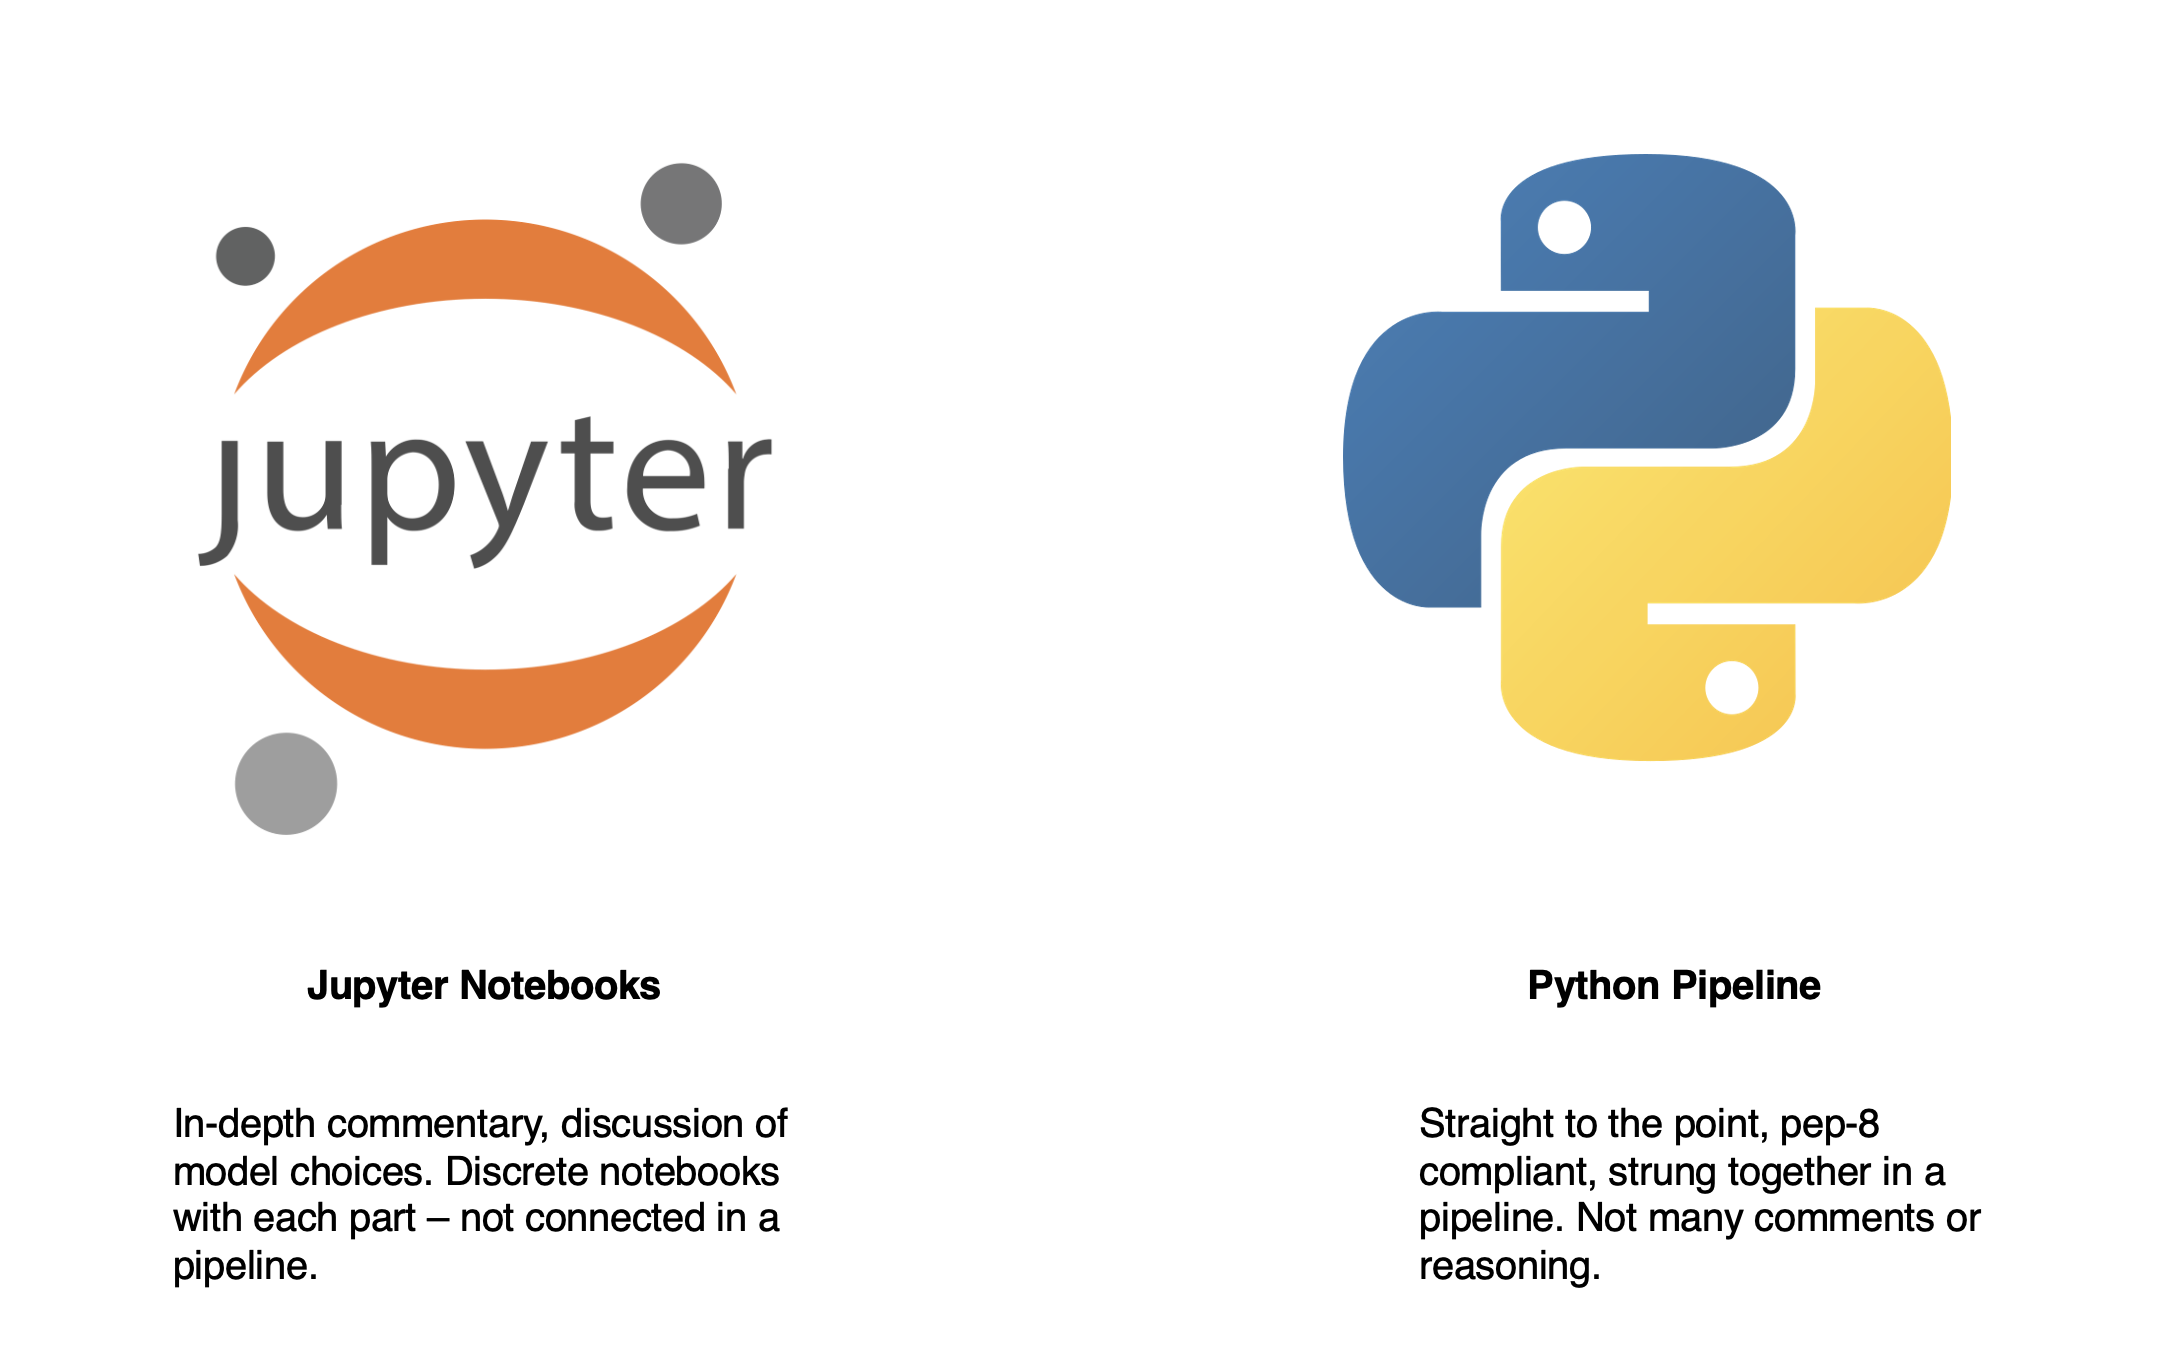 jupyter
Jupyter Notebooks
In-depth commentary, discussion of
model choices. Discrete notebooks
with each part – not connected in a
pipeline.
Python Pipeline
Straight to the point, pep-8
compliant, strung together in a
pipeline. Not many comments or
reasoning.